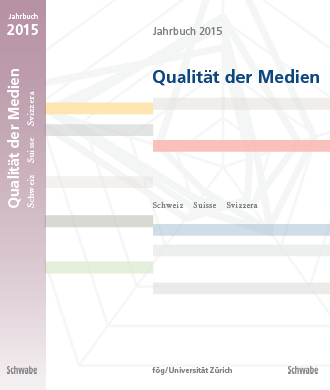 Jahrbuch
2015
Qualität der Medien
Schweiz Suisse Svizzera
Schwabe
Jahrbuch 2015
Qualität der Medien
Schweiz Suisse Svizzera
fög/Universität Zürich
Schwabe